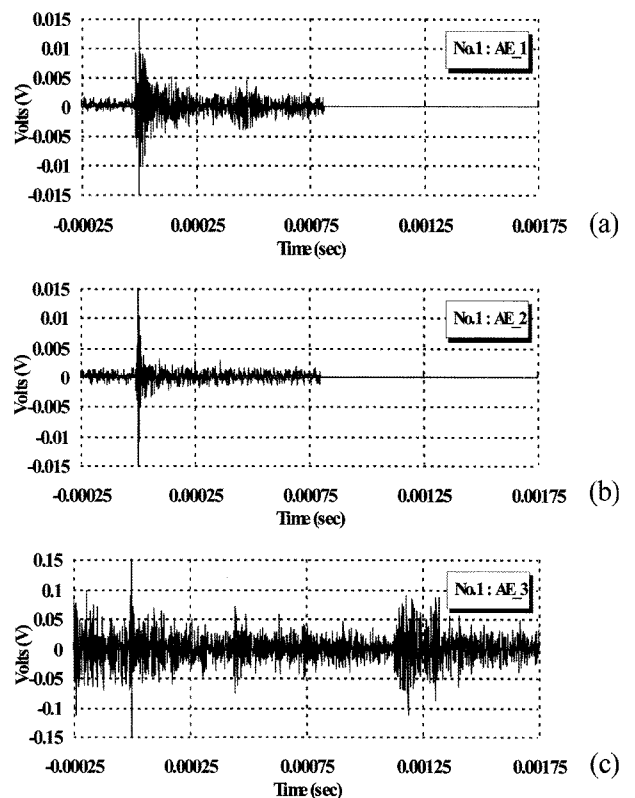 0.015
No.1 : AE_1
0.01
0.005
0
-0.005
-0.01
-0.015
Volts (V)
-0.00025 0.00025 0.00075 0.00125 0.00175
Time (sec)
(a)
0.015
No.1 : AE_2
0.01
0.005
0
-0.005
-0.01
-0.015
Volts (V)
-0.00025 0.00025 0.00075 0.00125 0.00175
Time (sec)
(b)
0.15
No.1 : AE_3
0.1
0.05
0
-0.05
-0.1
-0.15
Volts (V)
-0.00025 0.00025 0.00075 0.00125 0.00175
Time (sec)
(c)